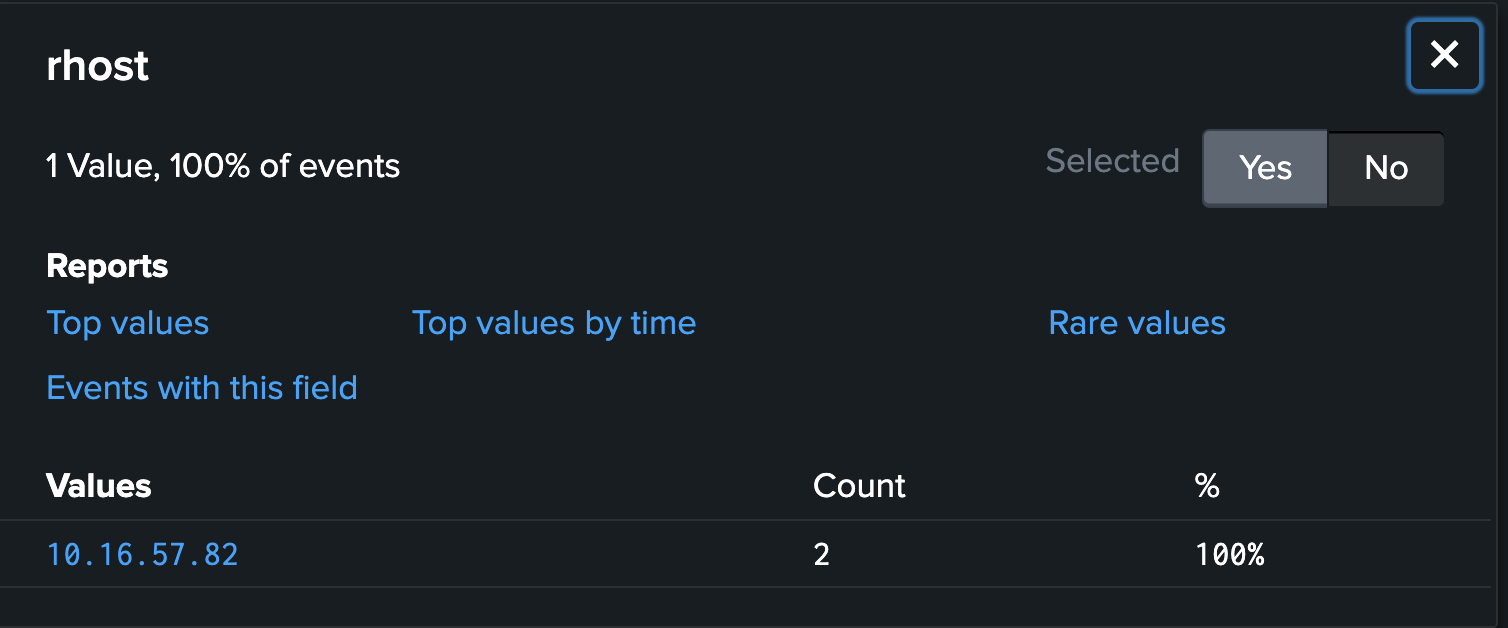 rhost
1 Value, 100% of events
Selected Yes No
Reports
Top values Top values by time Rare values
Events with this field
Values Count %
10.16.57.82 2 100%